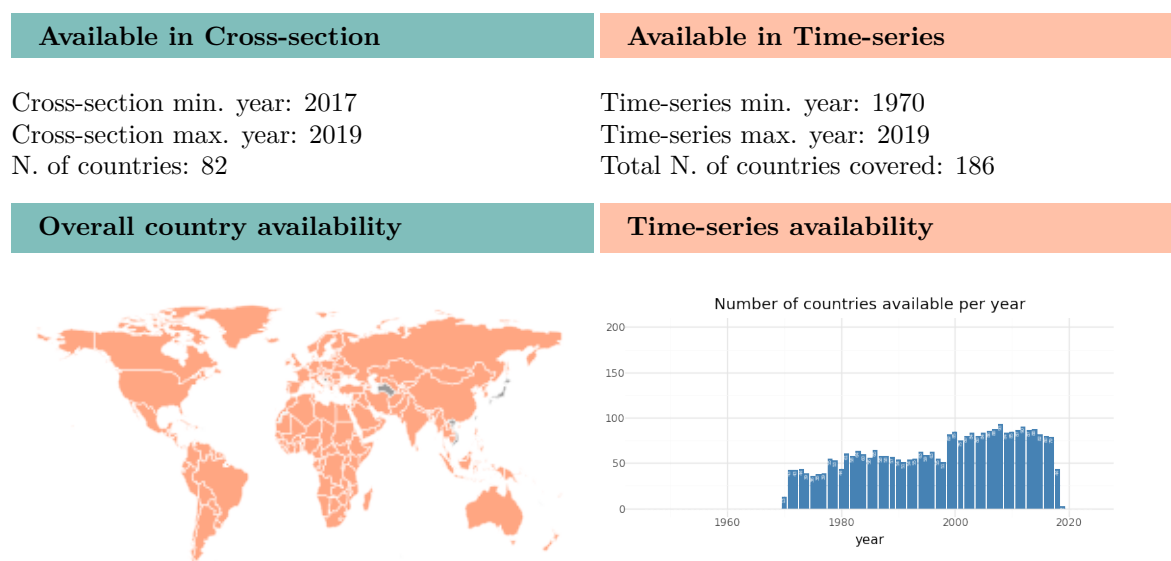 Available in Cross-section
Available in Time-series
Cross-section min. year: 2017
Cross-section max. year: 2019
N. of countries: 82
Time-series min. year: 1970
Time-series max. year: 2019
Total N. of countries covered: 186
Overall country availability
Time-series availability
Number of countries available per year
200
150
100
50
0
1960
1980
2000
2020
year